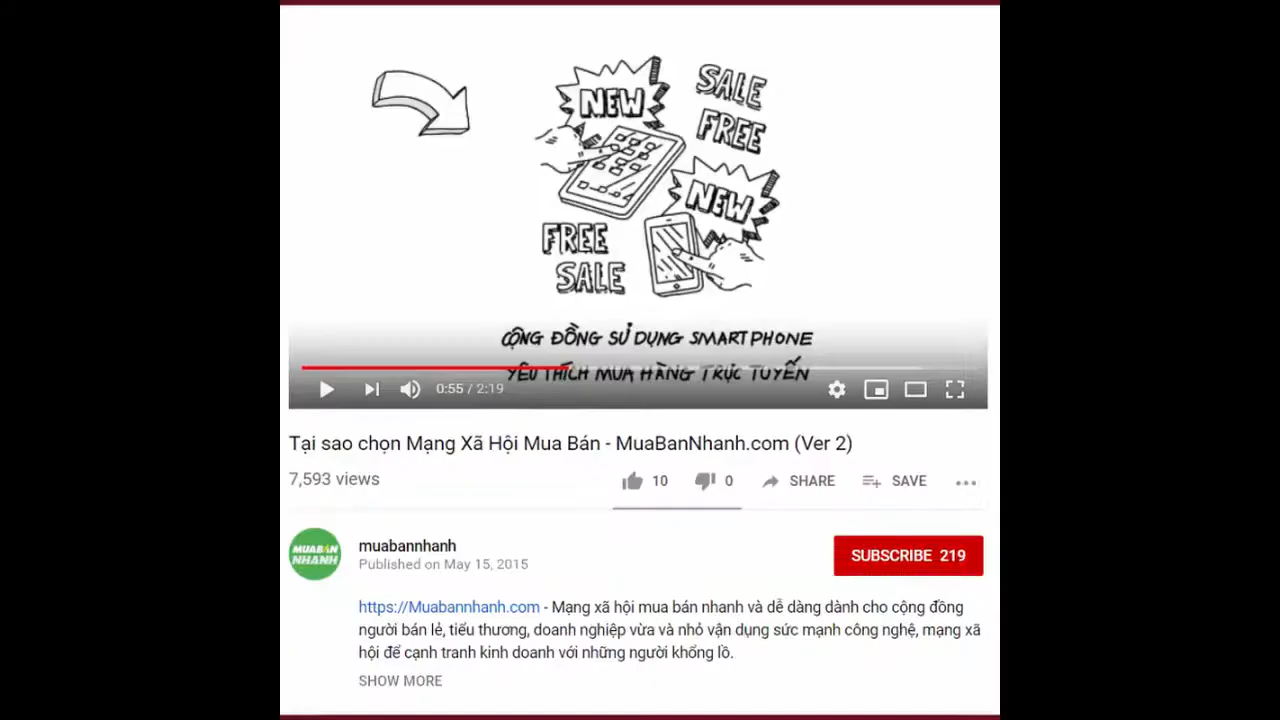 NEW
SALE
FREE
NEW
FREE
SALE
CỘNG ĐỒNG SỬ DỤNG SMARTPHONE
YÊU THÍCH MUA HÀNG TRỰC TUYẾN
0:55 / 2:19
Tại sao chọn Mạng Xã Hội Mua Bán - MuaBanNhanh.com (Ver 2)
7,593 views
10 0 SHARE SAVE
MUABÁN
NHANH
muabannhanh
Published on May 15, 2015
SUBSCRIBE 219
https://Muabannhanh.com - Mạng xã hội mua bán nhanh và dễ dàng dành cho cộng đồng
người bán lẻ, tiểu thương, doanh nghiệp vừa và nhỏ vận dụng sức mạnh công nghệ, mạng xã
hội để cạnh tranh kinh doanh với những người khổng lồ.
SHOW MORE